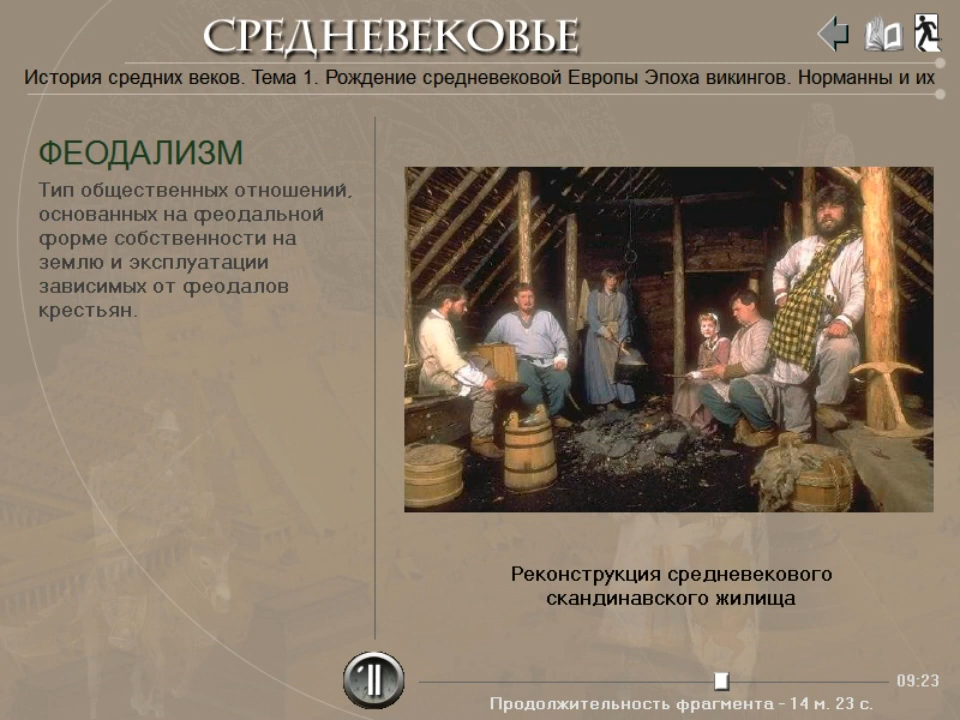 СРЕДНЕВЕКОВЬЕ
История средних веков. Тема 1. Рождение средневековой Европы Эпоха викингов. Норманны и их
ФЕОДАЛИЗМ
Тип общественных отношений,
основанных на феодальной
форме собственности на
землю и эксплуатации
зависимых от феодалов
крестьян.
Реконструкция средневекового
скандинавского жилища
09:23
Продолжительность фрагмента - 14 м. 23 с.